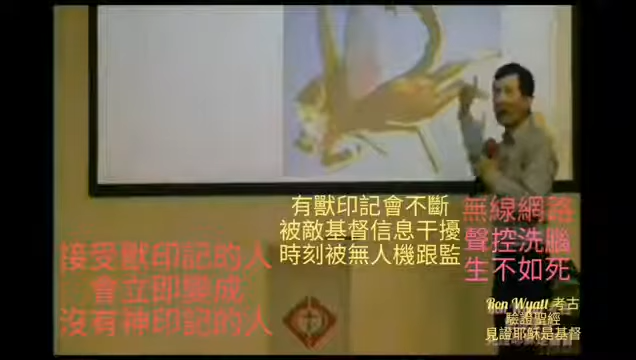 接受獸印記的人
會立即變成
沒有神印記的人
有獸印記會不斷
被敵基督信息干擾
時刻被無人機跟監
無線網路
聲控洗腦
生不如死
Ron Wyatt 考古
驗證聖經
見證耶穌是基督